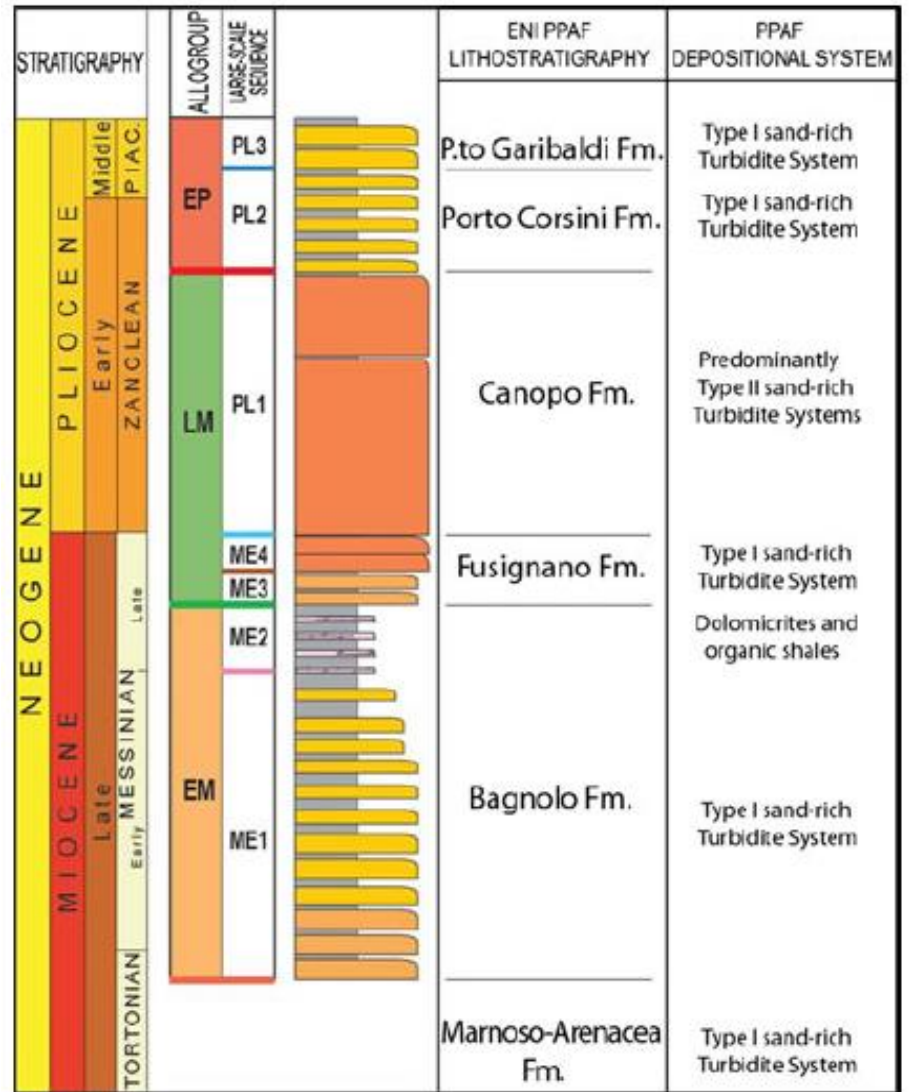 STRATIGRAPHY
ALLOGROUP
LARGE-SCALE
SEQUENCE
ENI PPAF
LITHOSTRATIGRAPHY
PPAF
DEPOSITIONAL SYSTEM
NEOGENE
PLIOCENE
Middle
PIAC.
Early
ZANCLEAN
MIOCENE
Late
Late
MESSINIAN
Early
TORTONIAN
EP
LM
EM
PL3
PL2
PL1
ME4
ME3
ME2
ME1
P.to Garibaldi Fm.
Porto Corsini Fm.
Canopo Fm.
Fusignano Fm.
Bagnolo Fm.
Marnoso-Arenacea
Fm.
Type I sand-rich
Turbidite System
Type I sand-rich
Turbidite System
Predominantly
Type II sand-rich
Turbidite Systems
Type I sand-rich
Turbidite System
Dolomicrites and
organic shales
Type I sand-rich
Turbidite System
Type I sand-rich
Turbidite System